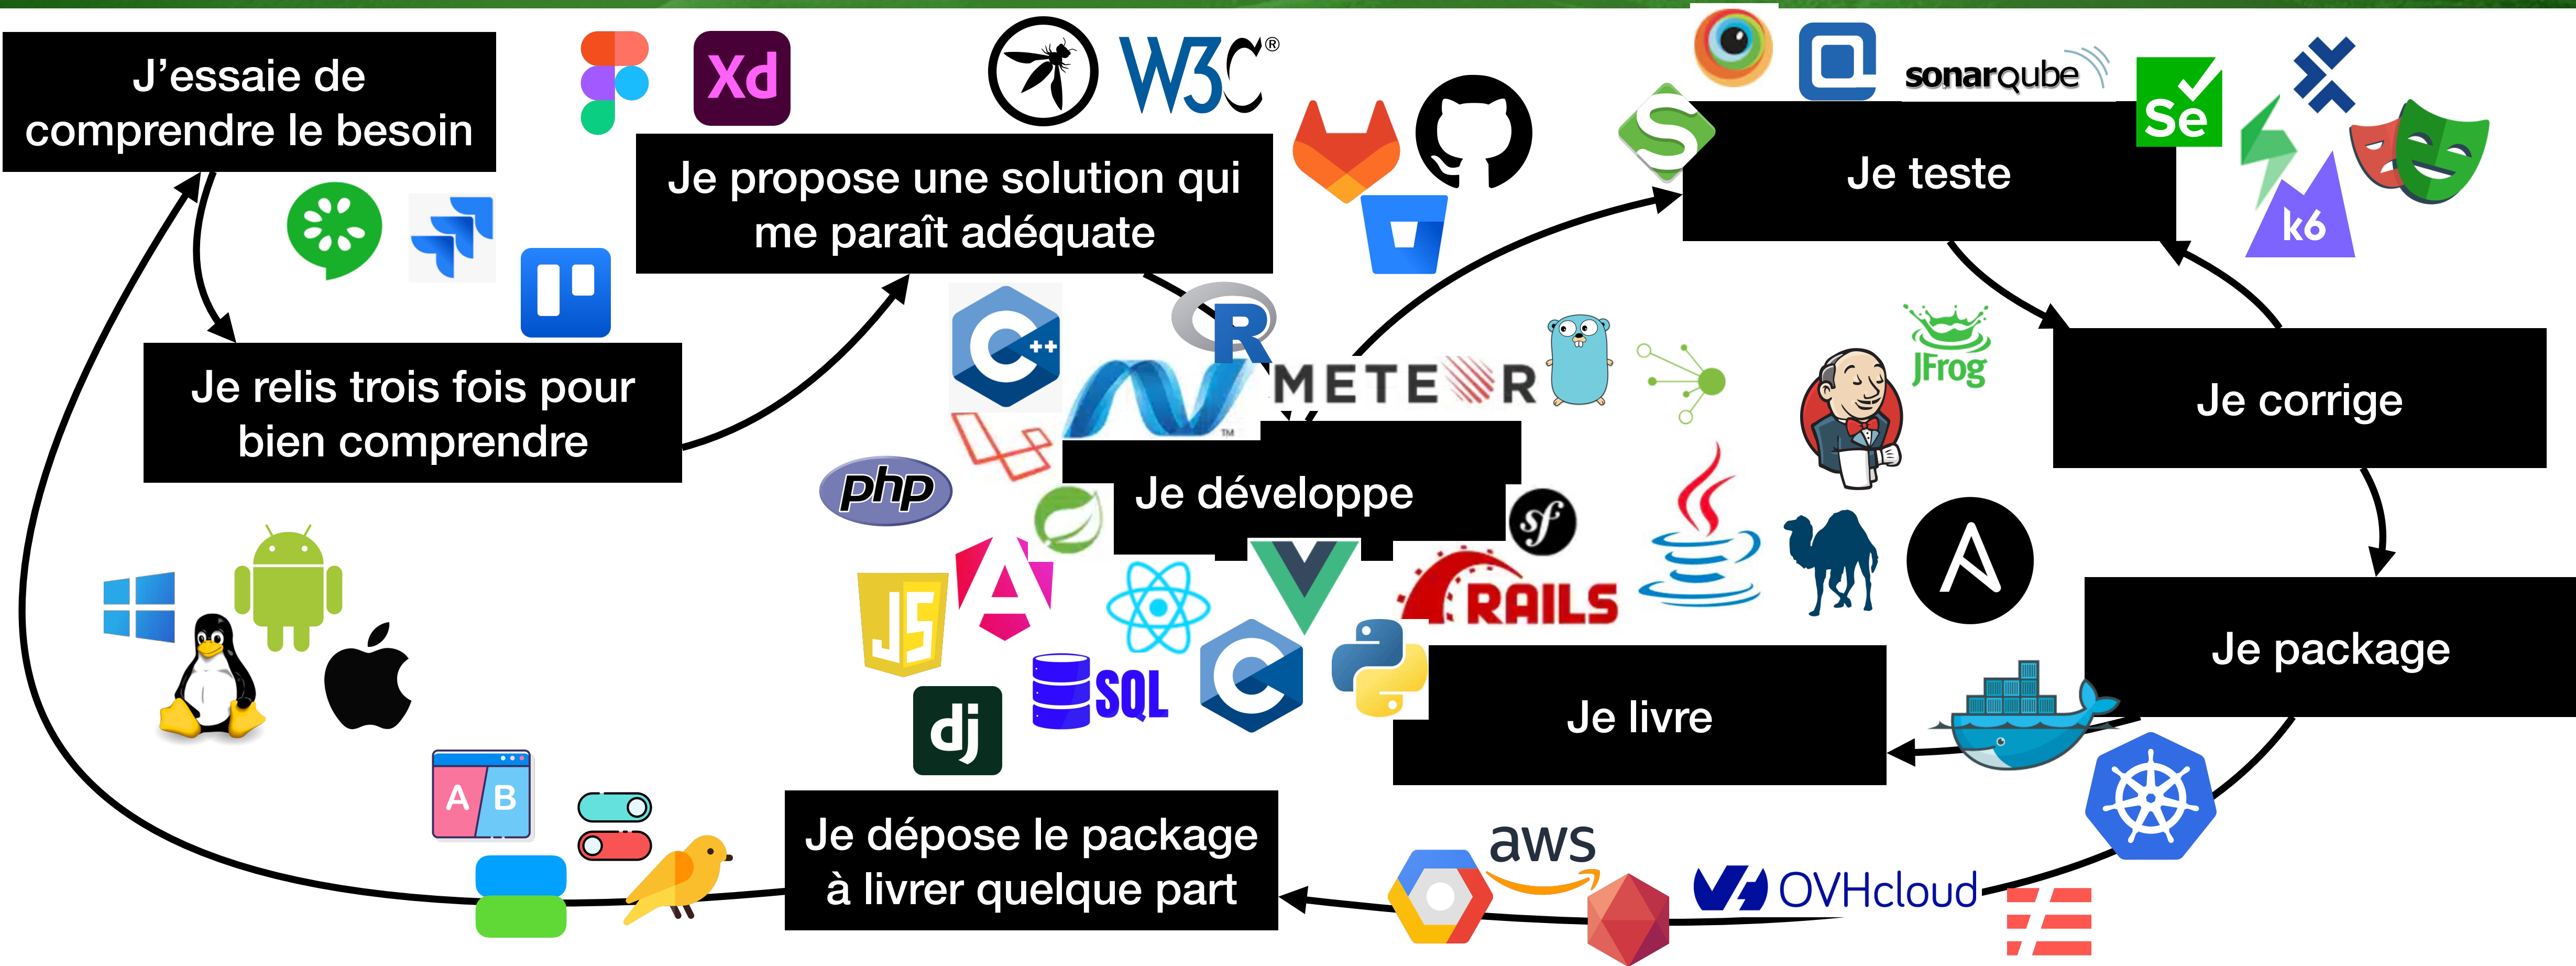 J’essaie de
comprendre le besoin
Xd
W3C®
sonarqube
Se
Je propose une solution qui
me paraît adéquate
Je teste
k6
C++
R
METEOR
JFrog
Je relis trois fois pour
bien comprendre
TM
Je corrige
php
Je développe
sf
JS
RAILS
C
SQL
dj
Je package
Je livre
A B
Je dépose le package
à livrer quelque part
aws
OVHcloud